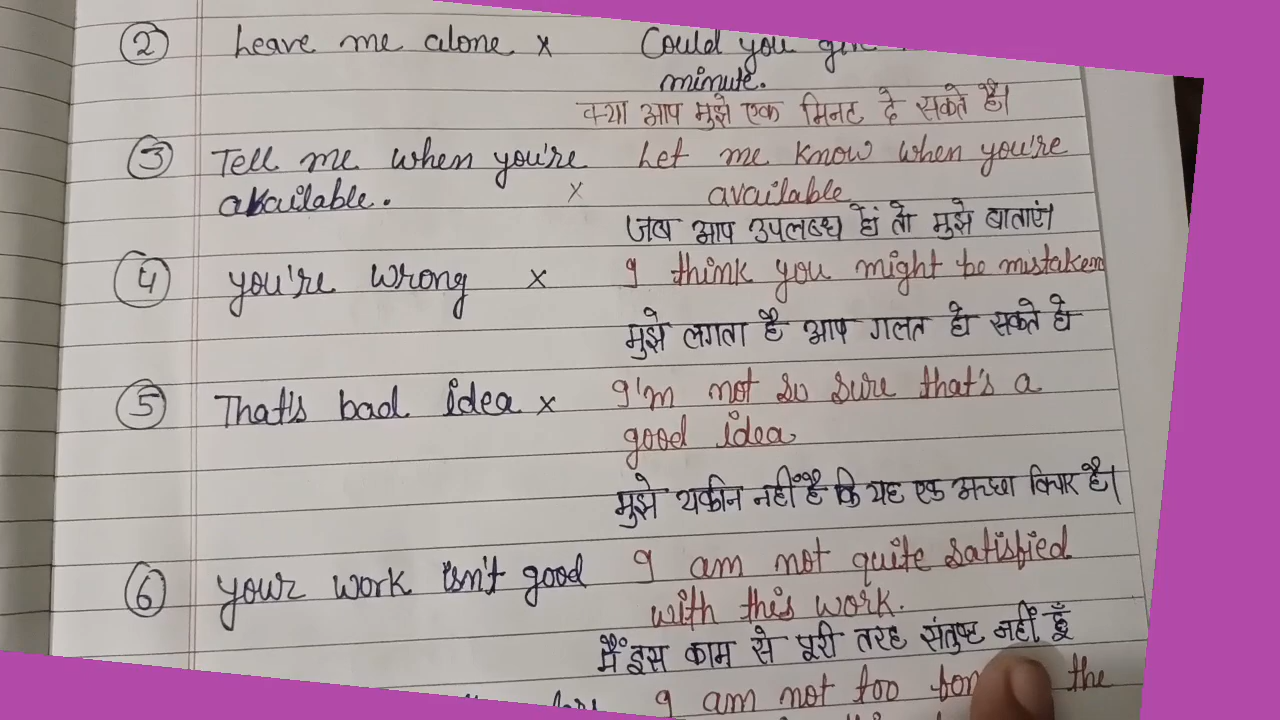 ② Leave me alone × Could you give
minute.
क्या आप मुझे एक मिनट दे सकते है।
③ Tell me when you're Let me know when you're
available. × available
जब आप उपलब्ध हों तो मुझे बाताएं।
④ you're wrong × I think you might be mistaken
मुझे लगता है आप गलत हो सकते हो
⑤ That's bad idea × I'm not so sure that's a
good idea
मुझे यकीन नहीं है कि यह एक अच्छा विचार है।
⑥ your work isn't good I am not quite satisfied
with this work.
मैं इस काम से पूरी तरह संतुष्ट नहीं हूँ
I am not too the